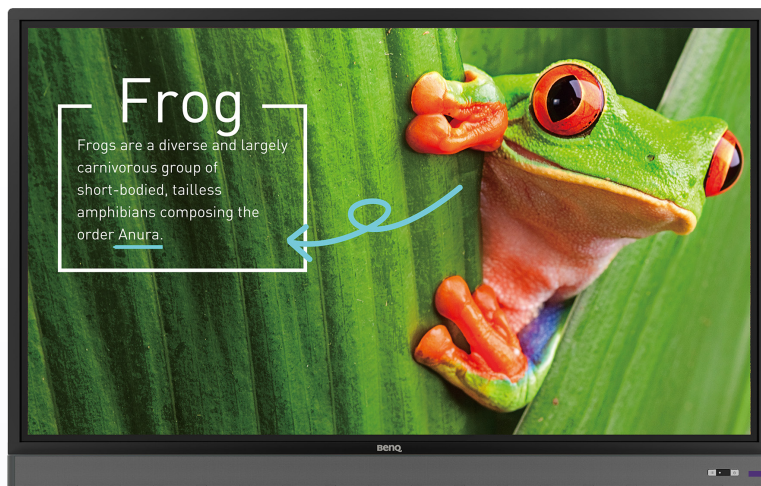 Frog
Frogs are a diverse and largely
carnivorous group of
short-bodied, tailless
amphibians composing the
order Anura.
BenQ